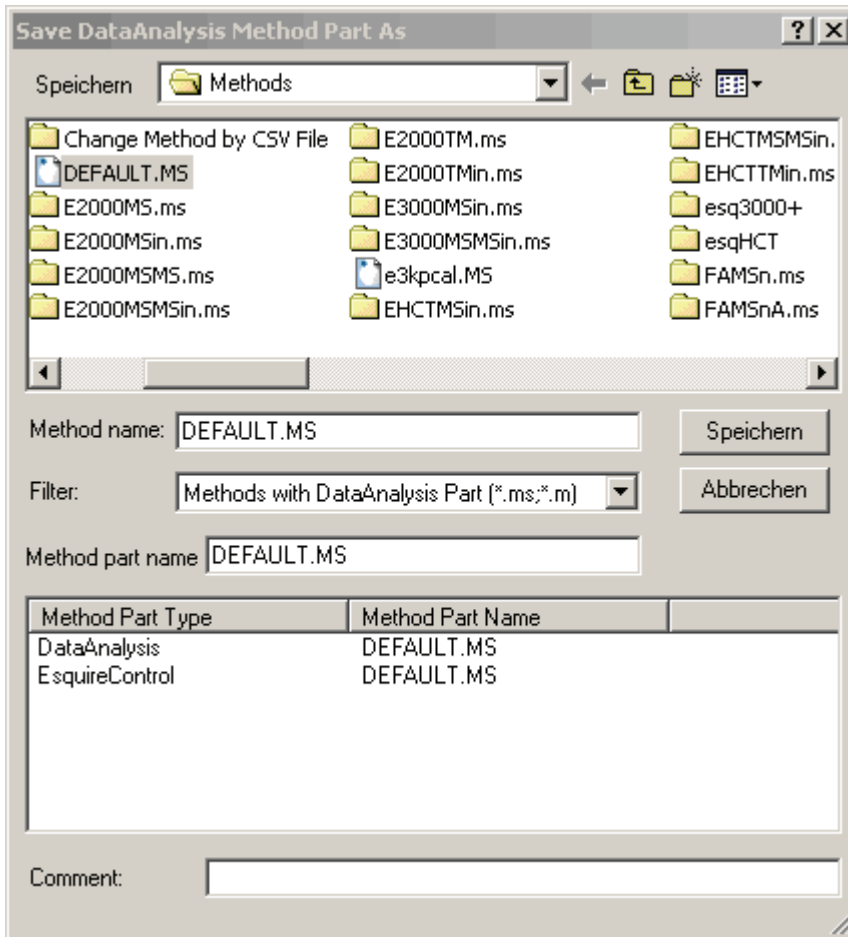 Save DataAnalysis Method Part As
Speichern Methods
Change Method by CSV File E2000TM.ms EHCTMSMSin.
DEFAULT.MS E2000TMin.ms EHCTTMin.ms
E2000MS.ms E3000MSin.ms esq3000+
E2000MSin.ms E3000MSMSin.ms esqHCT
E2000MSMS.ms e3kpcal.MS FAMSn.ms
E2000MSMSin.ms EHCTMSin.ms FAMSnA.ms
Method name: DEFAULT.MS Speichern
Filter: Methods with DataAnalysis Part (*.ms;*.m) Abbrechen
Method part name DEFAULT.MS
Method Part Type Method Part Name
DataAnalysis DEFAULT.MS
EsquireControl DEFAULT.MS
Comment: